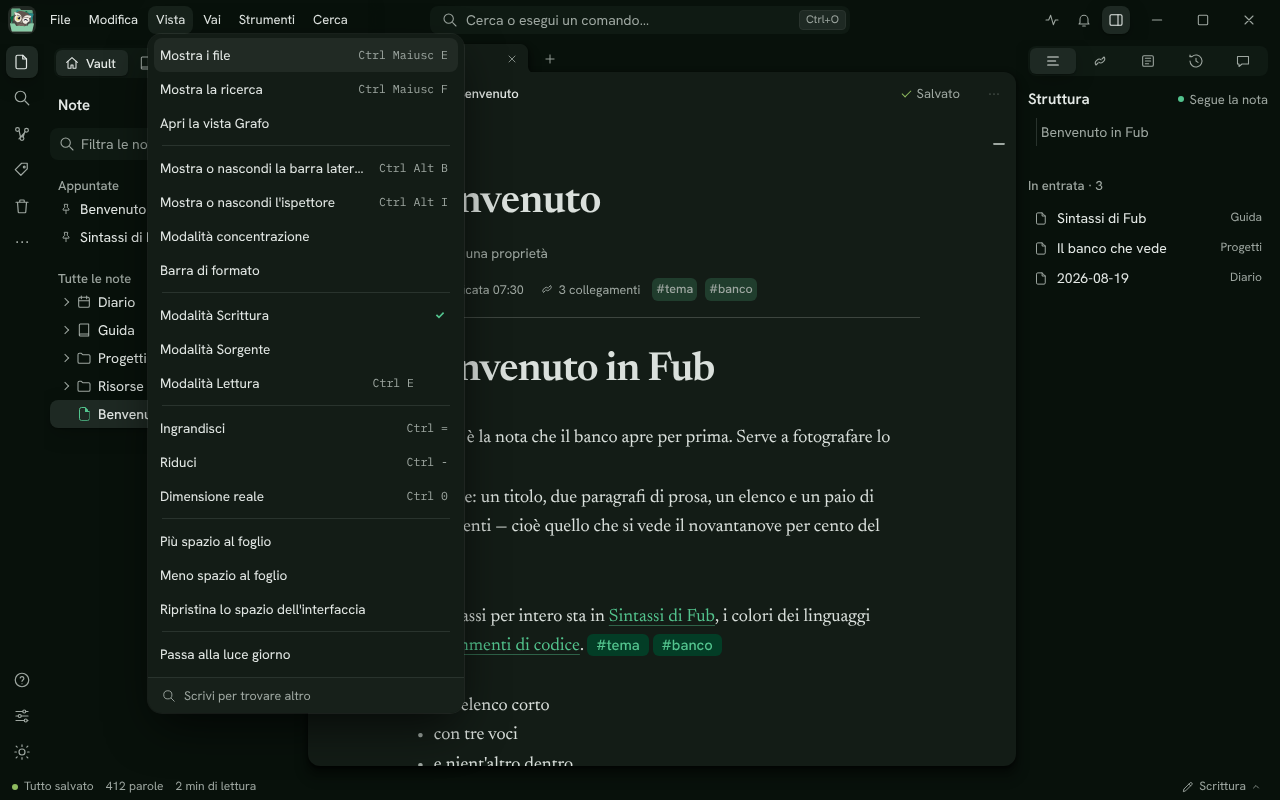 File Modifica Vista Vai Strumenti Cerca
Cerca o esegui un comando… Ctrl+O
Vault
Note
Filtra le no
Appuntate
Benvenuto
Sintassi di
Tutte le note
Diario
Guida
Progetti
Risorse
Benvenu
Mostra i file Ctrl Maiusc E
Mostra la ricerca Ctrl Maiusc F
Apri la vista Grafo
Mostra o nascondi la barra later… Ctrl Alt B
Mostra o nascondi l'ispettore Ctrl Alt I
Modalità concentrazione
Barra di formato
Modalità Scrittura
Modalità Sorgente
Modalità Lettura Ctrl E
Ingrandisci Ctrl =
Riduci Ctrl -
Dimensione reale Ctrl 0
Più spazio al foglio
Meno spazio al foglio
Ripristina lo spazio dell'interfaccia
Passa alla luce giorno
Scrivi per trovare altro
envenuto
Salvato
nvenuto
una proprietà
cata 07:30 3 collegamenti #tema #banco
nvenuto in Fub
è la nota che il banco apre per prima. Serve a fotografare lo
e: un titolo, due paragrafi di prosa, un elenco e un paio di
enti — cioè quello che si vede il novantanove per cento del
assi per intero sta in Sintassi di Fub, i colori dei linguaggi
mmenti di codice. #tema #banco
elenco corto
con tre voci
e nient'altro dentro
Struttura Segue la nota
Benvenuto in Fub
In entrata · 3
Sintassi di Fub Guida
Il banco che vede Progetti
2026-08-19 Diario
Tutto salvato 412 parole 2 min di lettura
Scrittura